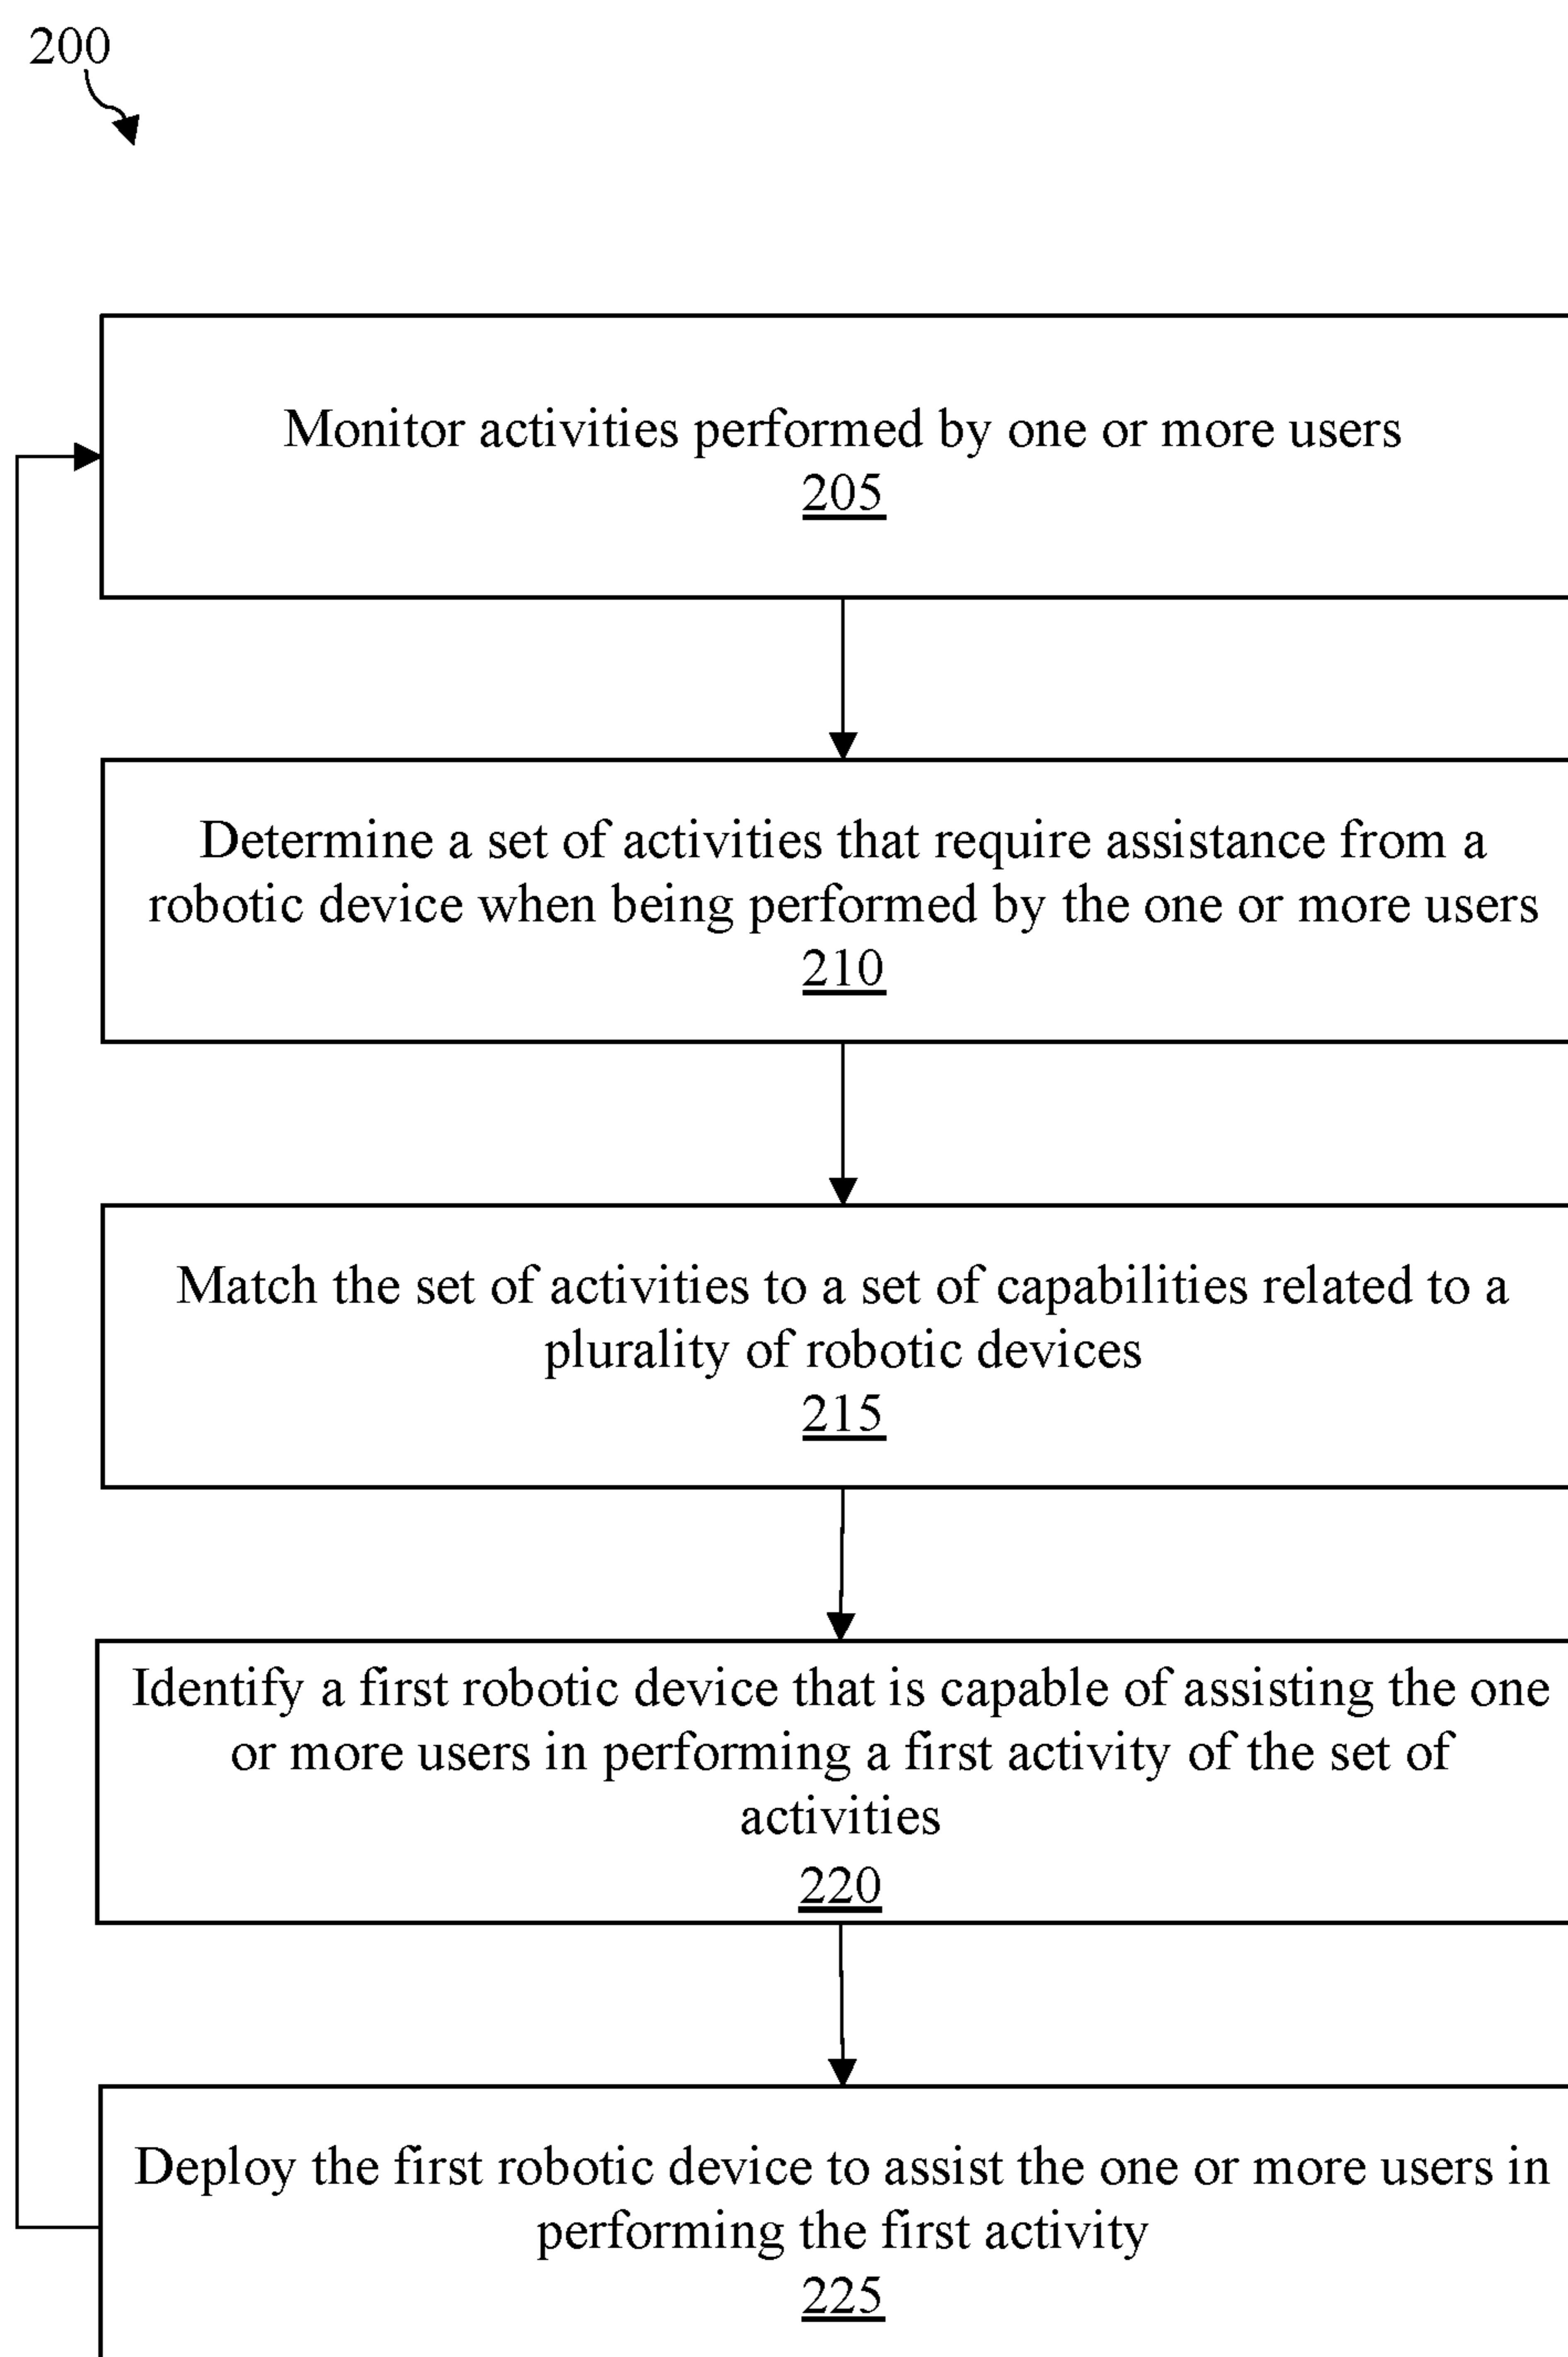 200
Monitor activities performed by one or more users
205
Determine a set of activities that require assistance from a
robotic device when being performed by the one or more users
210
Match the set of activities to a set of capabilities related to a
plurality of robotic devices
215
Identify a first robotic device that is capable of assisting the one
or more users in performing a first activity of the set of
activities
220
Deploy the first robotic device to assist the one or more users in
performing the first activity
225